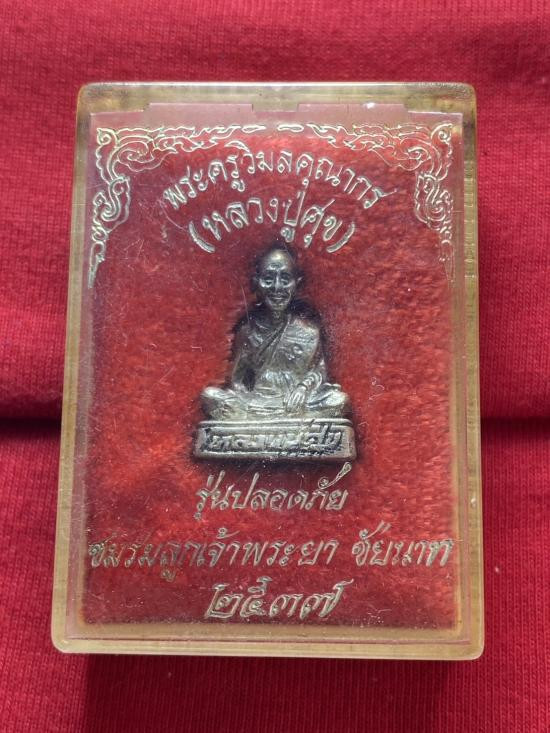 พระครูวิมลคุณากร
(หลวงปู่ศุข)
หลวงปู่ศุข
รุ่นปลอดภัย
ชมรมลูกเจ้าพระยา ชัยนาท
๒๕๓๗